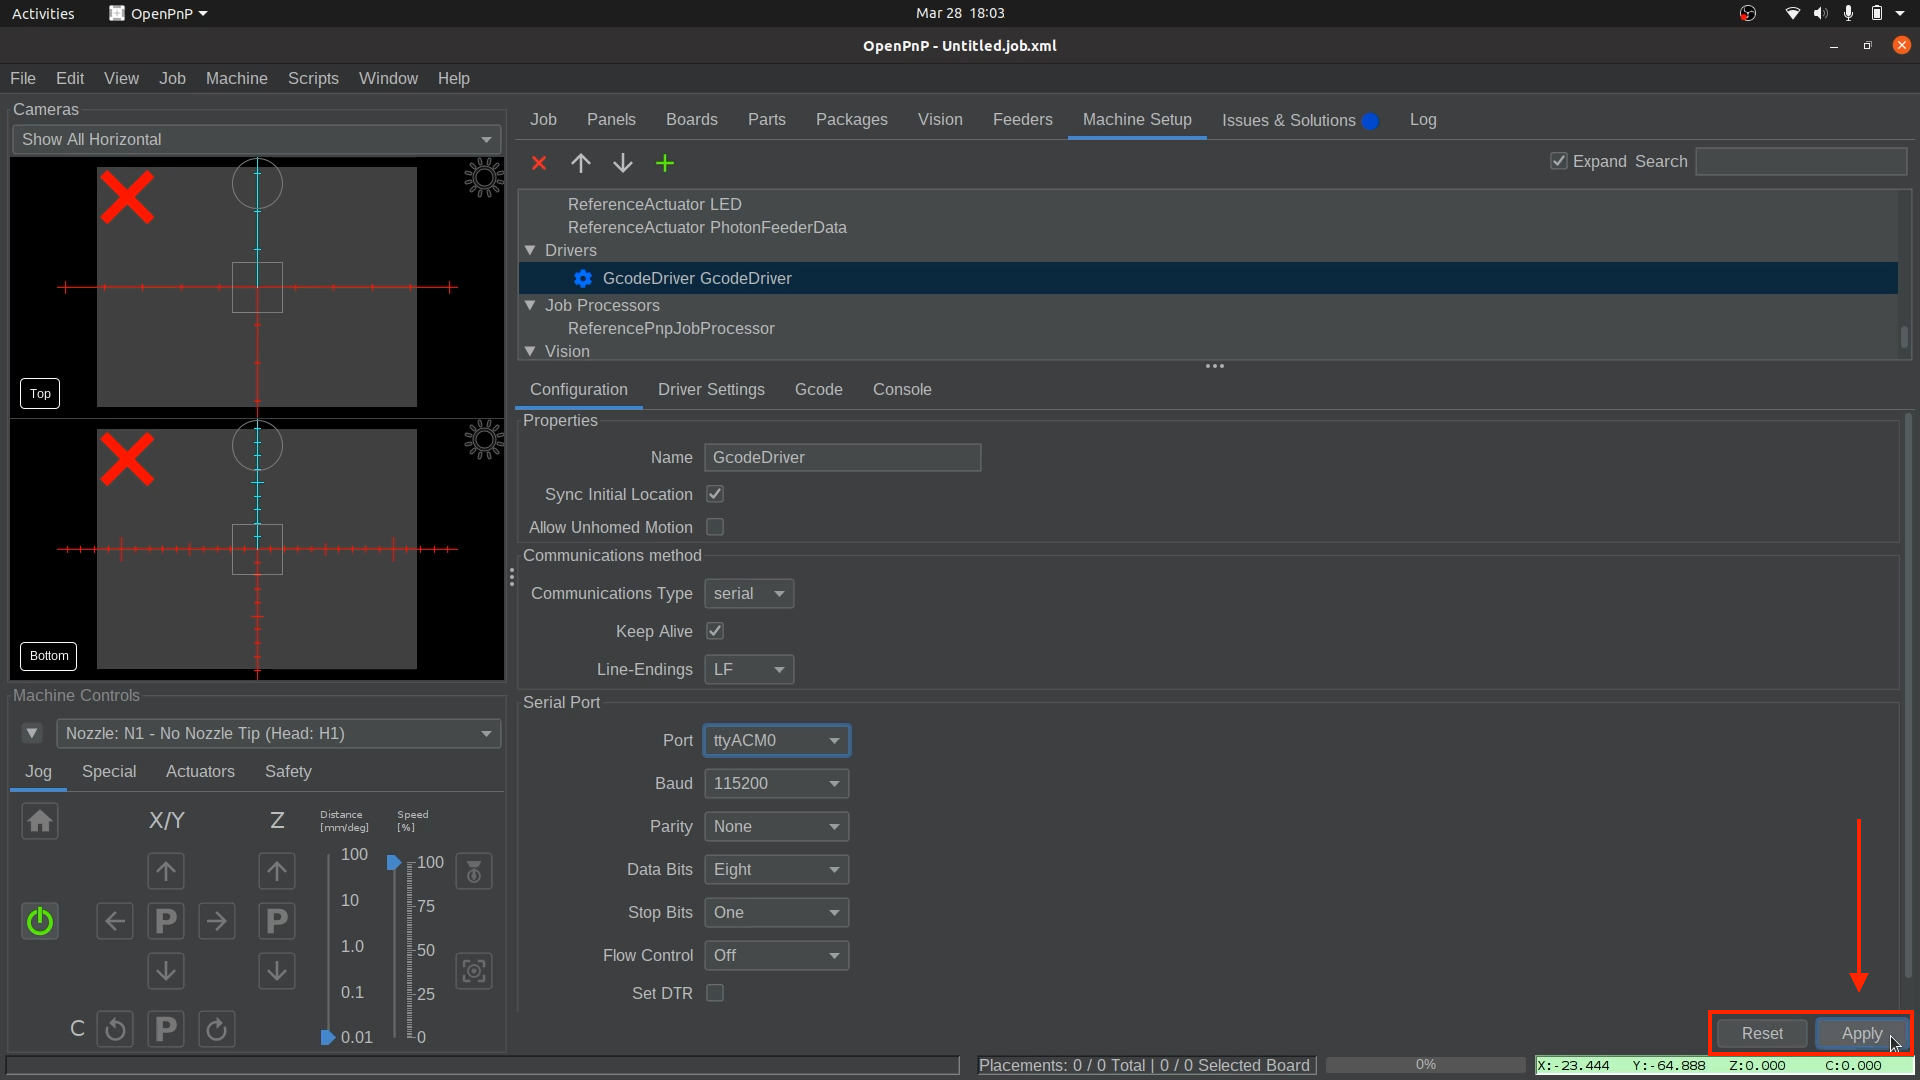 Activities
OpenPnP
Mar 28 18:03
OpenPnP - Untitled.job.xml
File Edit View Job Machine Scripts Window Help
Cameras
Show All Horizontal
Top
Bottom
Machine Controls
Nozzle: N1 - No Nozzle Tip (Head: H1)
Jog Special Actuators Safety
X/Y
Z
Distance
[mm/deg]
Speed
[%]
100
10
1.0
0.1
0.01
100
75
50
25
0
P
P
C
P
Job Panels Boards Parts Packages Vision Feeders Machine Setup Issues & Solutions Log
Expand Search
ReferenceActuator LED
ReferenceActuator PhotonFeederData
Drivers
GcodeDriver GcodeDriver
Job Processors
ReferencePnpJobProcessor
Vision
Configuration Driver Settings Gcode Console
Properties
Name GcodeDriver
Sync Initial Location
Allow Unhomed Motion
Communications method
Communications Type serial
Keep Alive
Line-Endings LF
Serial Port
Port ttyACM0
Baud 115200
Parity None
Data Bits Eight
Stop Bits One
Flow Control Off
Set DTR
Reset Apply
Placements: 0 / 0 Total | 0 / 0 Selected Board
0%
X:-23.444 Y:-64.888 Z:0.000 C:0.000